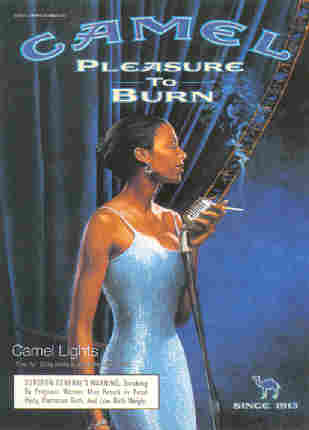 CAMEL
PLEASURE
TO
BURN
Camel Lights
SURGEON GENERAL'S WARNING: Smoking
By Pregnant Women May Result in Fetal
Injury, Premature Birth, And Low Birth Weight.
SINCE 1913